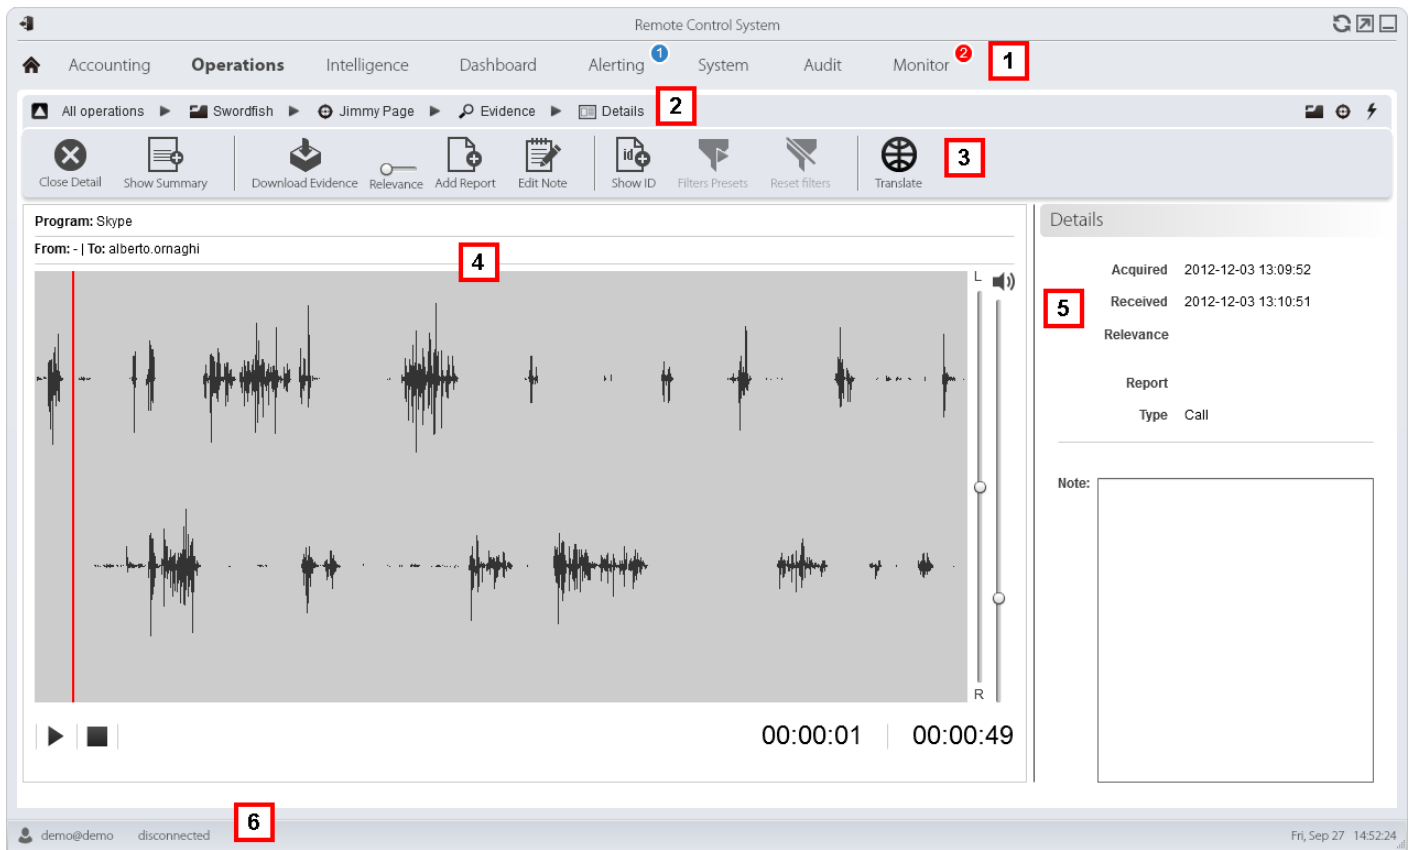 Remote Control System
Accounting Operations Intelligence Dashboard Alerting 1 System Audit Monitor 2 1
All operations Swordfish Jimmy Page Evidence Details 2
Close Detail Show Summary Download Evidence Relevance Add Report Edit Note id Show ID Filters Presets Reset filters Translate 3
Program: Skype
From: - | To: alberto.ornaghi
4
L
R
00:00:01 00:00:49
Details
Acquired 2012-12-03 13:09:52
5
Received 2012-12-03 13:10:51
Relevance
Report
Type Call
Note:
demo@demo disconnected 6 Fri, Sep 27 14:52:24